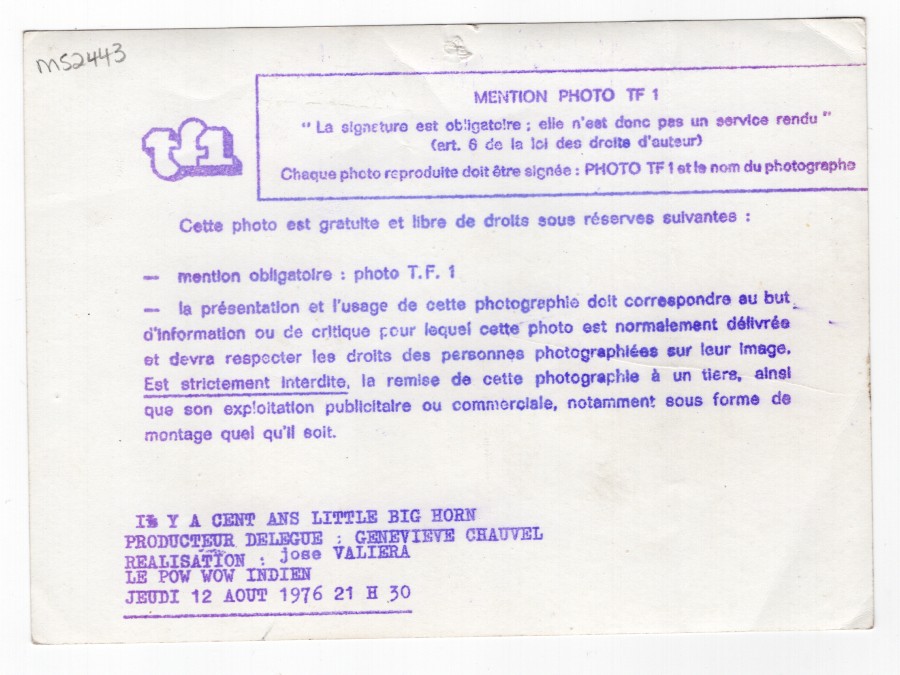 MS2443
MENTION PHOTO TF 1
" La signature est obligatoire ; elle n'est donc pas un service rendu "
(art. 6 de la loi des droits d'auteur)
Chaque photo reproduite doit être signée : PHOTO TF 1 et le nom du photographe
tf1
Cette photo est gratuite et libre de droits sous réserves suivantes :
— mention obligatoire : photo T.F. 1
— la présentation et l'usage de cette photographie doit correspondre au but
d'information ou de critique pour lequel cette photo est normalement délivrée
et devra respecter les droits des personnes photographiées sur leur image.
Est strictement interdite, la remise de cette photographie à un tiers, ainsi
que son exploitation publicitaire ou commerciale, notamment sous forme de
montage quel qu'il soit.
IL Y A CENT ANS LITTLE BIG HORN
PRODUCTEUR DELEGUE : GENEVIEVE CHAUVEL
REALISATION : jose VALIERA
LE POW WOW INDIEN
JEUDI 12 AOUT 1976 21 H 30